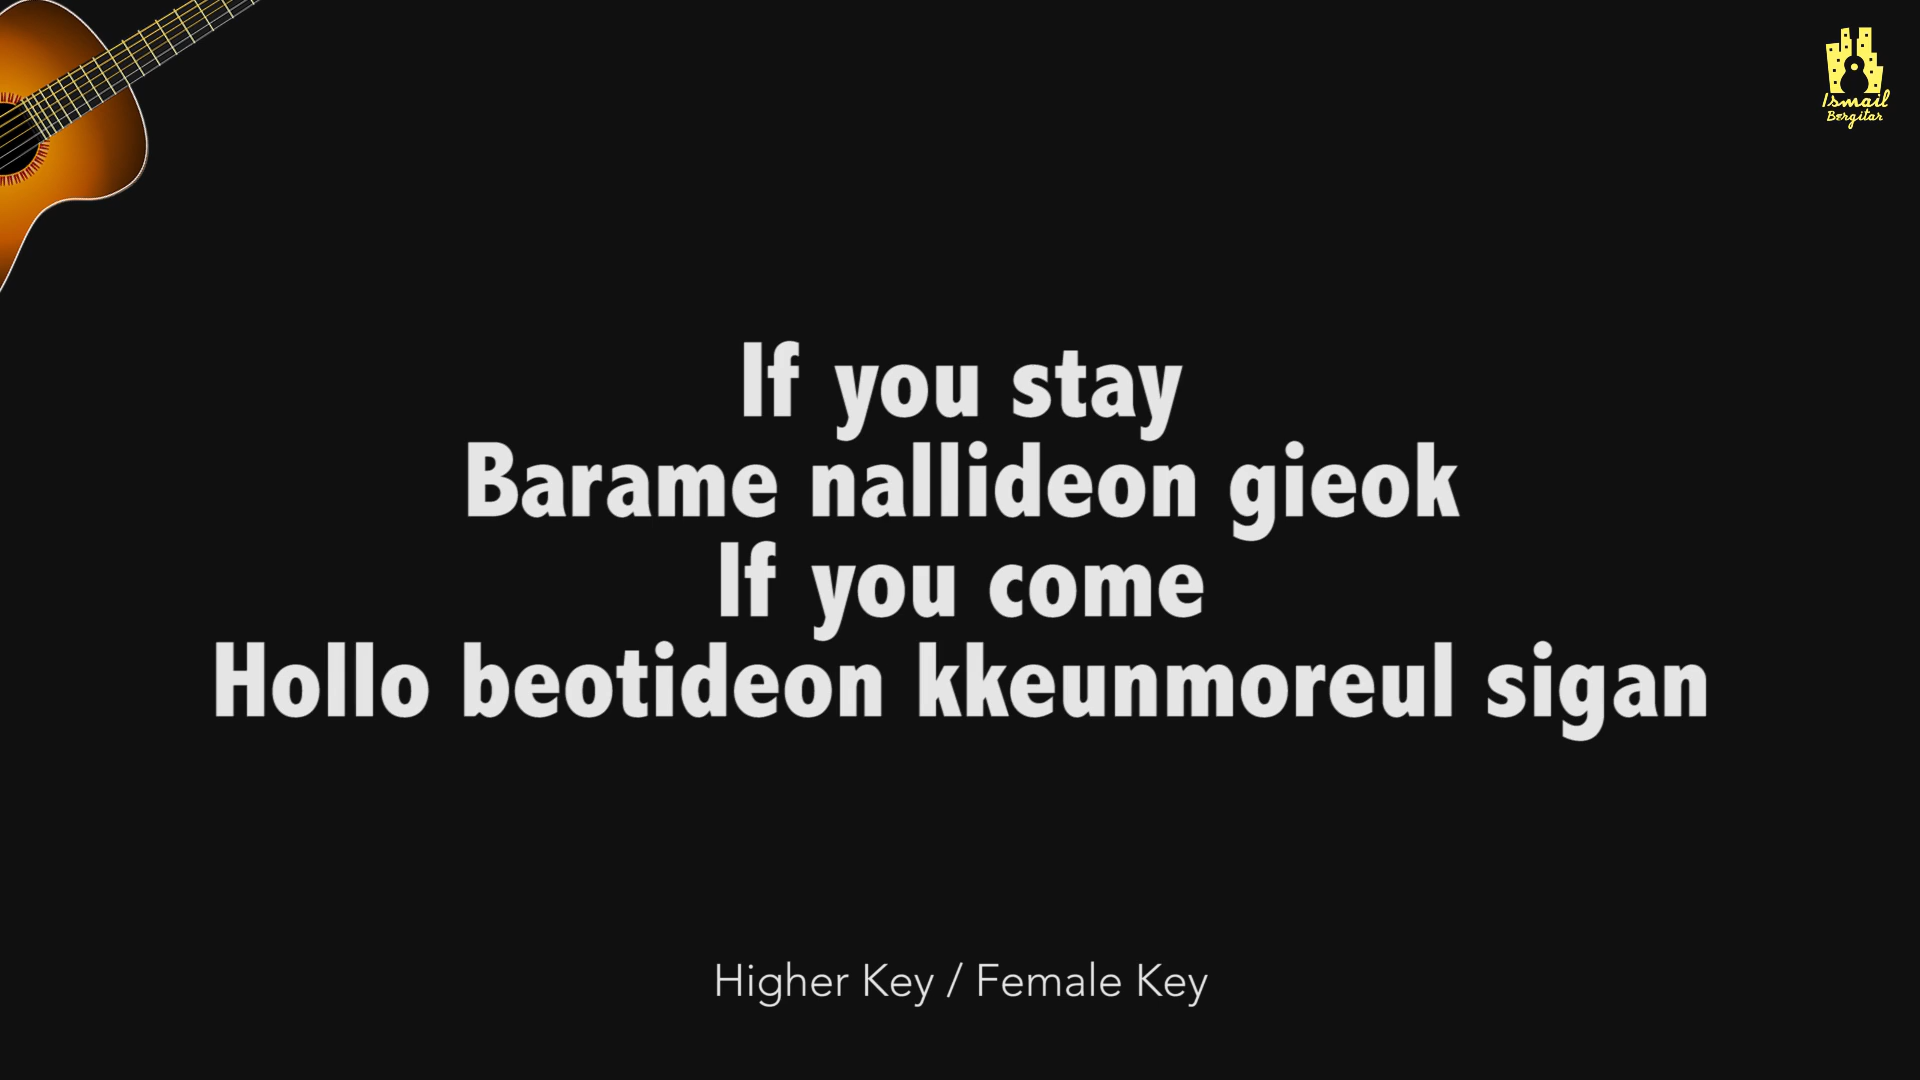 Ismail
Bergitar
If you stay
Barame nallideon gieok
If you come
Hollo beotideon kkeunmoreul sigan
Higher Key / Female Key